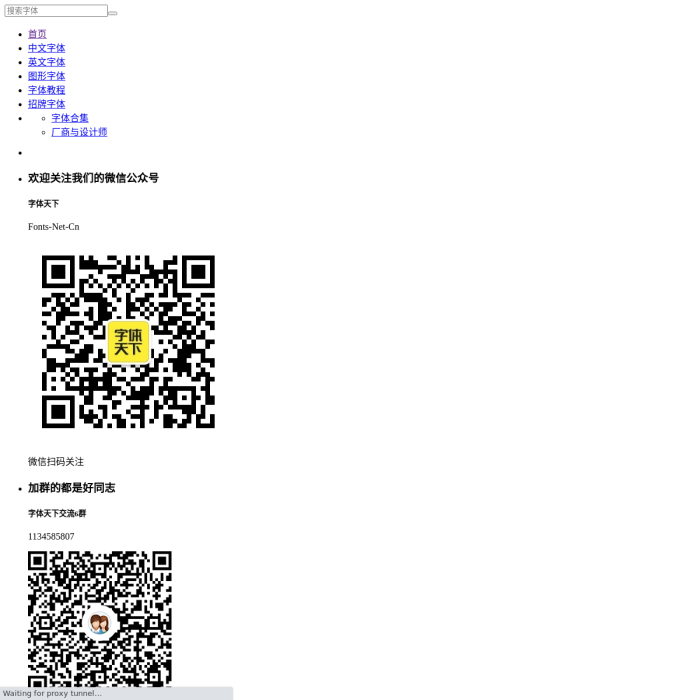 搜索字体
首页
中文字体
英文字体
图形字体
字体教程
招牌字体
字体合集
厂商与设计师
欢迎关注我们的微信公众号
字体天下
Fonts-Net-Cn
字体
天下
微信扫码关注
加群的都是好同志
字体天下交流6群
1134585807
Waiting for proxy tunnel...